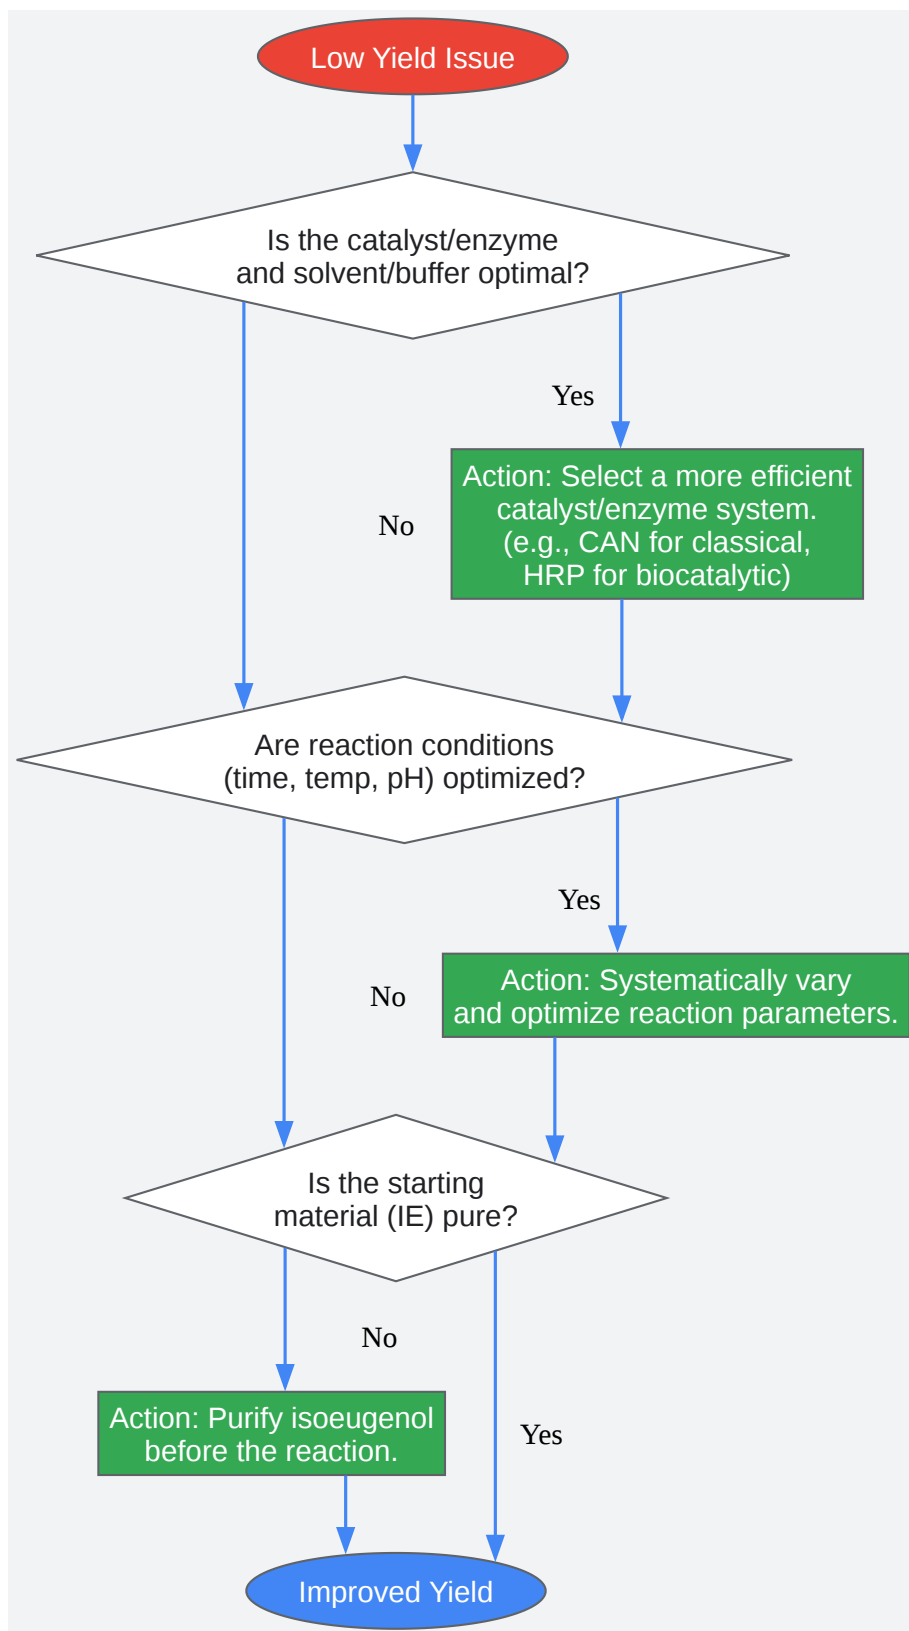 Low Yield Issue
Is the catalyst/enzyme
and solvent/buffer optimal?
Yes
No
Action: Select a more efficient
catalyst/enzyme system.
(e.g., CAN for classical,
HRP for biocatalytic)
Are reaction conditions
(time, temp, pH) optimized?
Yes
No
Action: Systematically vary
and optimize reaction parameters.
Is the starting
material (IE) pure?
No
Action: Purify isoeugenol
before the reaction.
Yes
Improved Yield